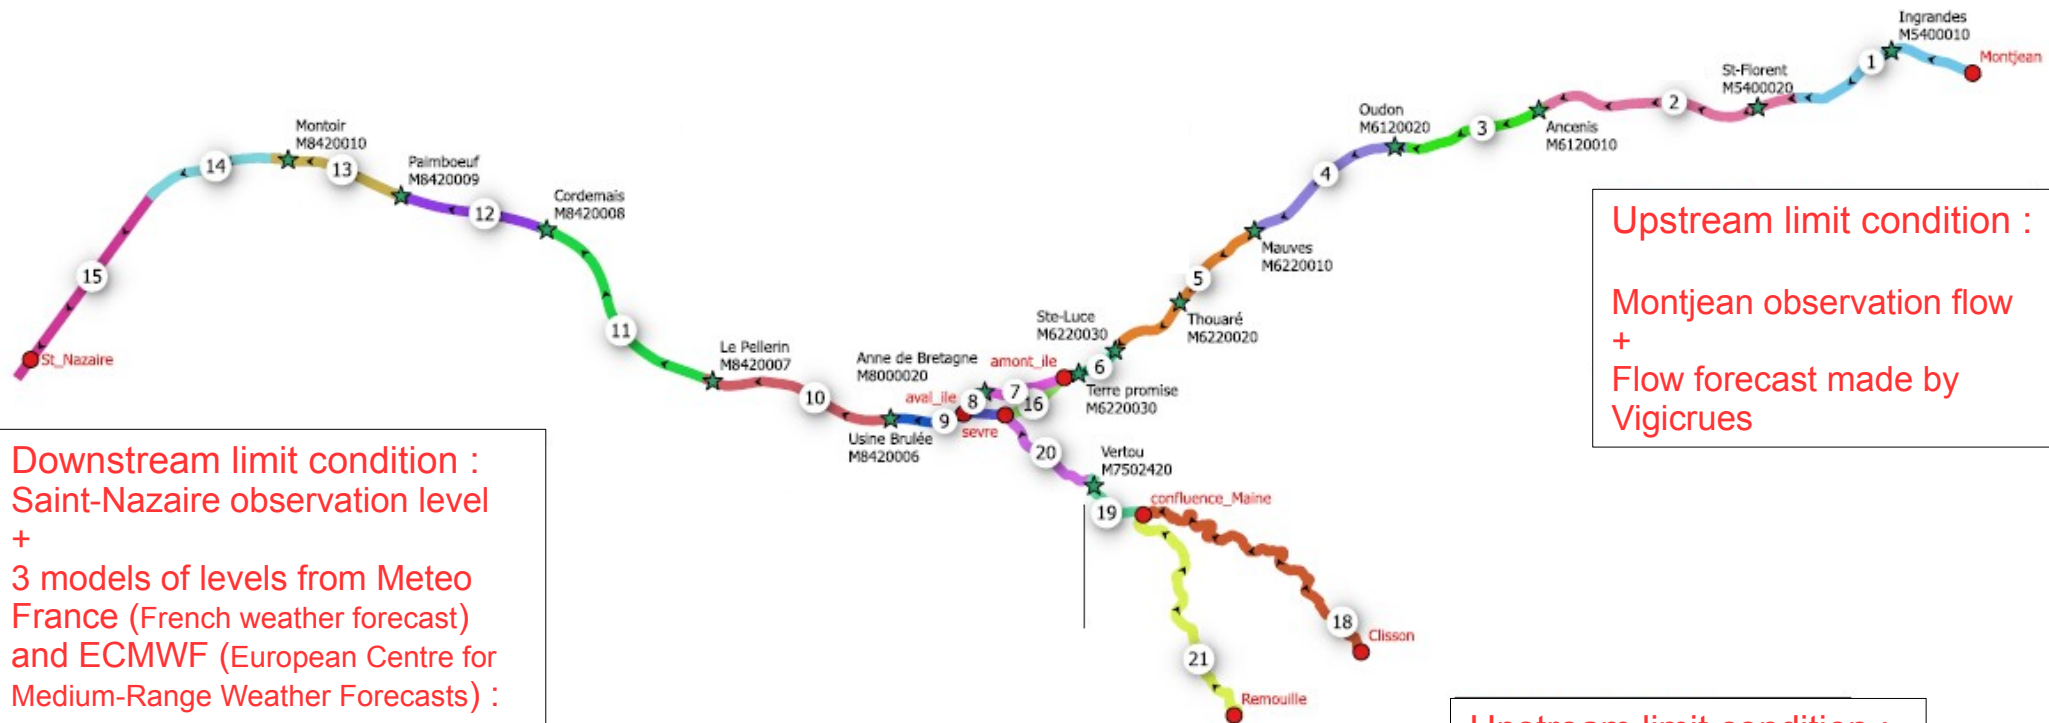 Ingrandes
M5400010
Montjean
1
St-Florent
M5400020
2
Oudon
M6120020
3
Ancenis
M6120010
4
Montoir
M8420010
14
13
Paimboeuf
M8420009
12
Cordemais
M8420008
Mauves
M6220010
5
15
Thouaré
M6220020
Ste-Luce
M6220030
11
St_Nazaire
Le Pellerin
M8420007
Anne de Bretagne
M8000020
amont_ile
6
Terre promise
M6220030
7
16
aval_ile
8
10
9
sevre
Usine Brulée
M8420006
20
Vertou
M7502420
confluence_Maine
19
18
Clisson
21
Remouille
Upstream limit condition :
Montjean observation flow
+
Flow forecast made by
Vigicrues
Downstream limit condition :
Saint-Nazaire observation level
+
3 models of levels from Meteo
France (French weather forecast)
and ECMWF (European Centre for
Medium-Range Weather Forecasts) :
Upstream limit condition :